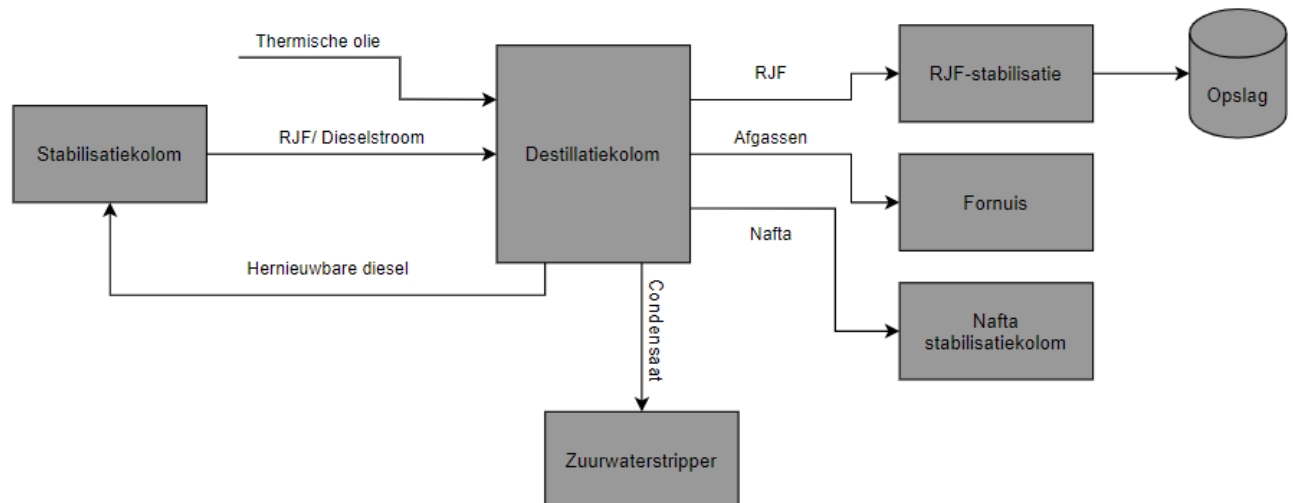 Thermische olie
RJF
RJF-stabilisatie
Opslag
Stabilisatiekolom
RJF/ Dieselstroom
Destillatiekolom
Afgassen
Fornuis
Nafta
Hernieuwbare diesel
Condensaat
Nafta
stabilisatiekolom
Zuurwaterstripper